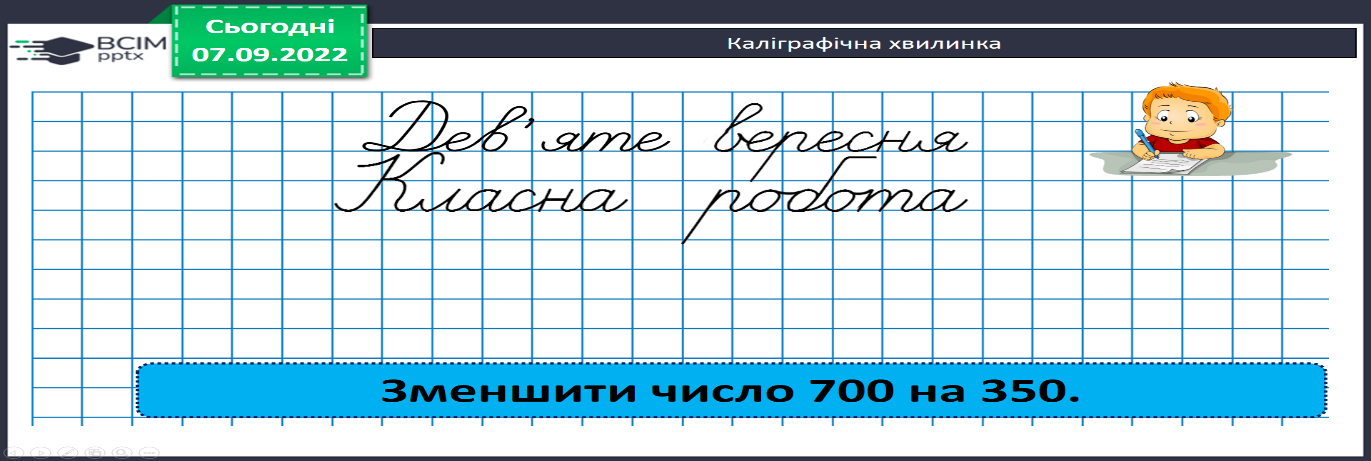 Сьогодні
07.09.2022
ВСІМ
pptx
Каліграфічна хвилинка
Дев'яте вересня
Класна робота
Зменшити число 700 на 350.